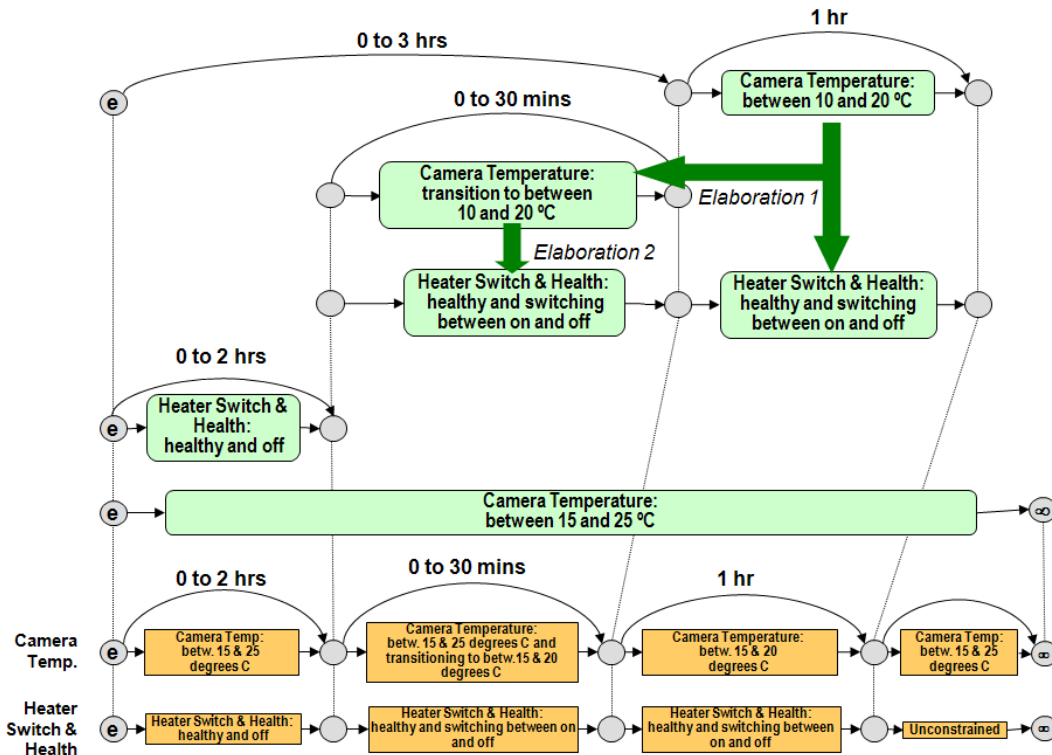 1 hr
0 to 3 hrs
e
Camera Temperature:
between 10 and 20 ºC
0 to 30 mins
Camera Temperature:
transition to between
10 and 20 ºC
Elaboration 1
Elaboration 2
Heater Switch & Health:
healthy and switching
between on and off
Heater Switch & Health:
healthy and switching
between on and off
0 to 2 hrs
e
Heater Switch &
Health:
healthy and off
e
Camera Temperature:
between 15 and 25 ºC
∞
0 to 2 hrs
0 to 30 mins
1 hr
Camera
Temp.
e
Camera Temp:
betw. 15 & 25
degrees C
Camera Temperature:
betw. 15 & 25 degrees C and
transitioning to betw.15 & 20
degrees C
Camera Temperature:
betw. 15 & 20
degrees C
Camera Temp:
betw. 15 & 25
degrees C
∞
Heater
Switch &
Health
e
Heater Switch & Health:
healthy and off
Heater Switch & Health:
healthy and switching between on
and off
Heater Switch & Health:
healthy and switching between
on and off
Unconstrained
∞